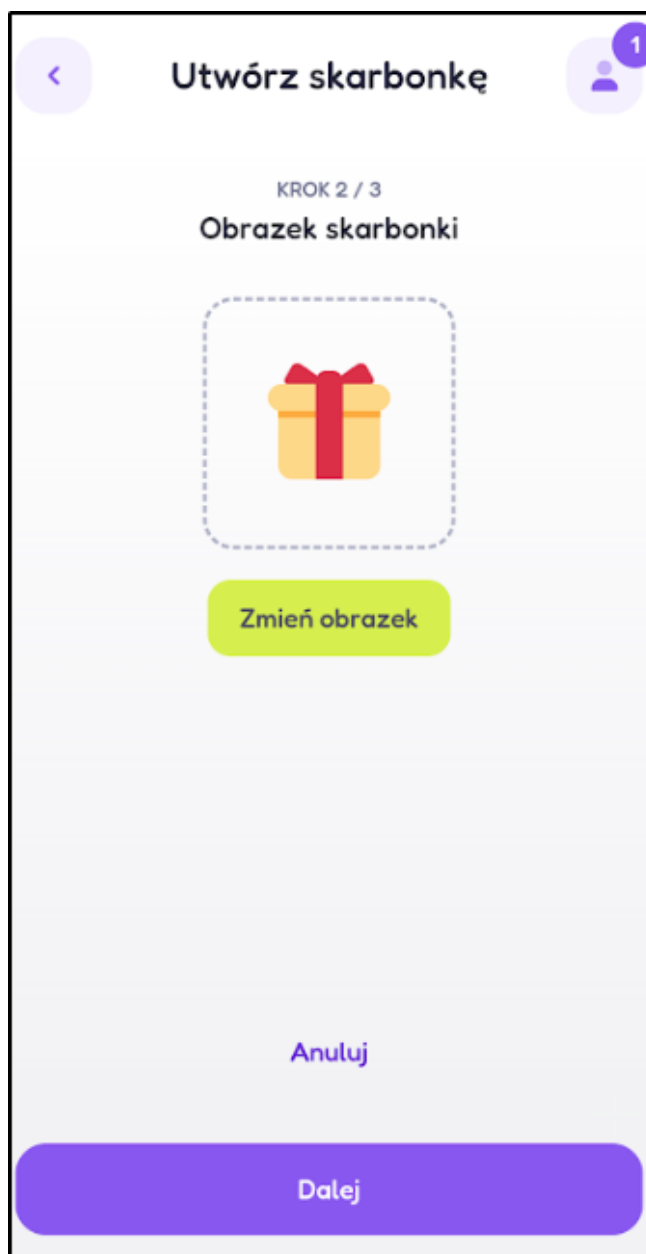 Utwórz skarbonkę
1
KROK 2 / 3
Obrazek skarbonki
Zmień obrazek
Anuluj
Dalej